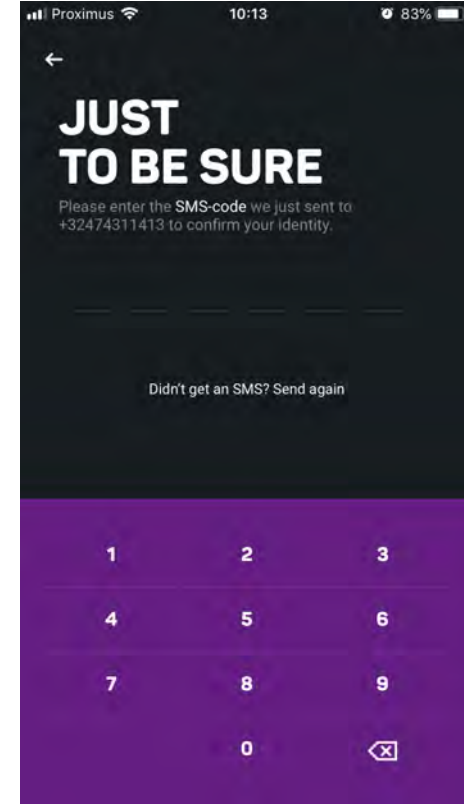 Proximus 10:13 83%
JUST
TO BE SURE
Please enter the SMS-code we just sent to
+32474311413 to confirm your identity.
Didn't get an SMS? Send again
1 2 3
4 5 6
7 8 9
0